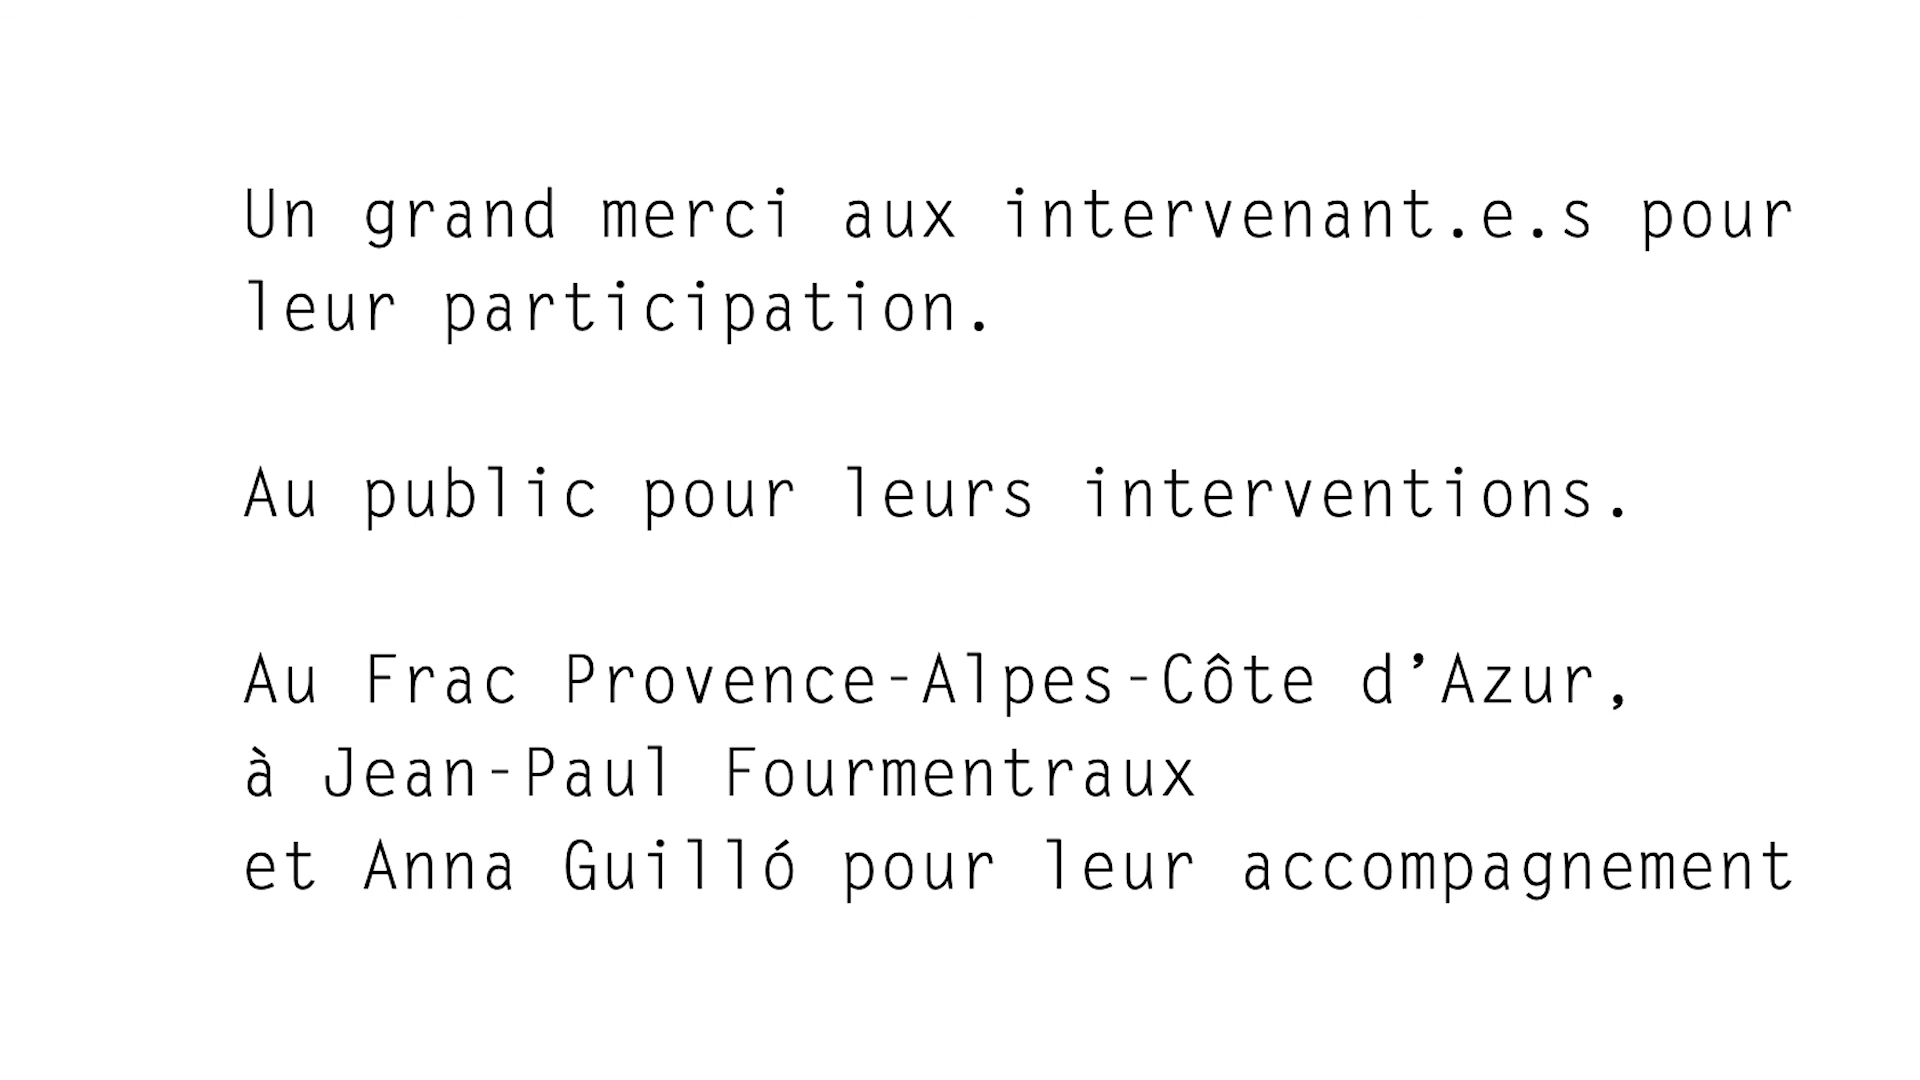 Un grand merci aux intervenant.e.s pour
leur participation.
Au public pour leurs interventions.
Au Frac Provence-Alpes-Côte d’Azur,
à Jean-Paul Fourmentraux
et Anna Guilló pour leur accompagnement